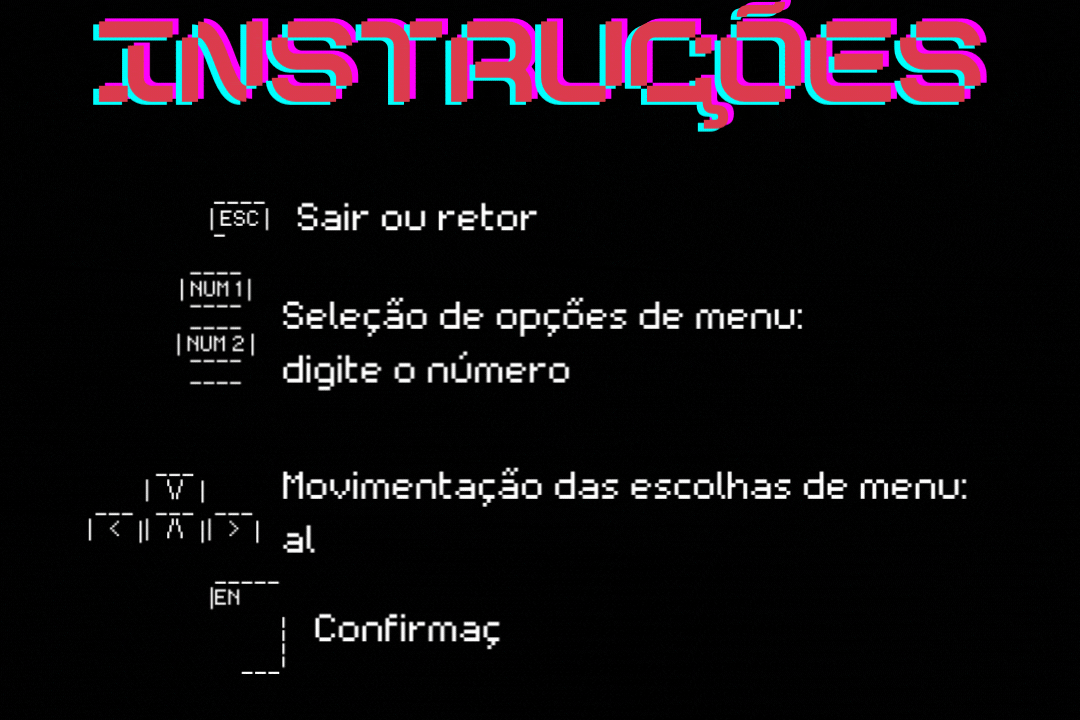 INSTRUÇÕES
|ESC| Sair ou retor
|NUM 1|
Seleção de opções de menu:
|NUM 2|
digite o número
| \/ | Movimentação das escolhas de menu:
| < || /\ || > | al
|EN
Confirmaç